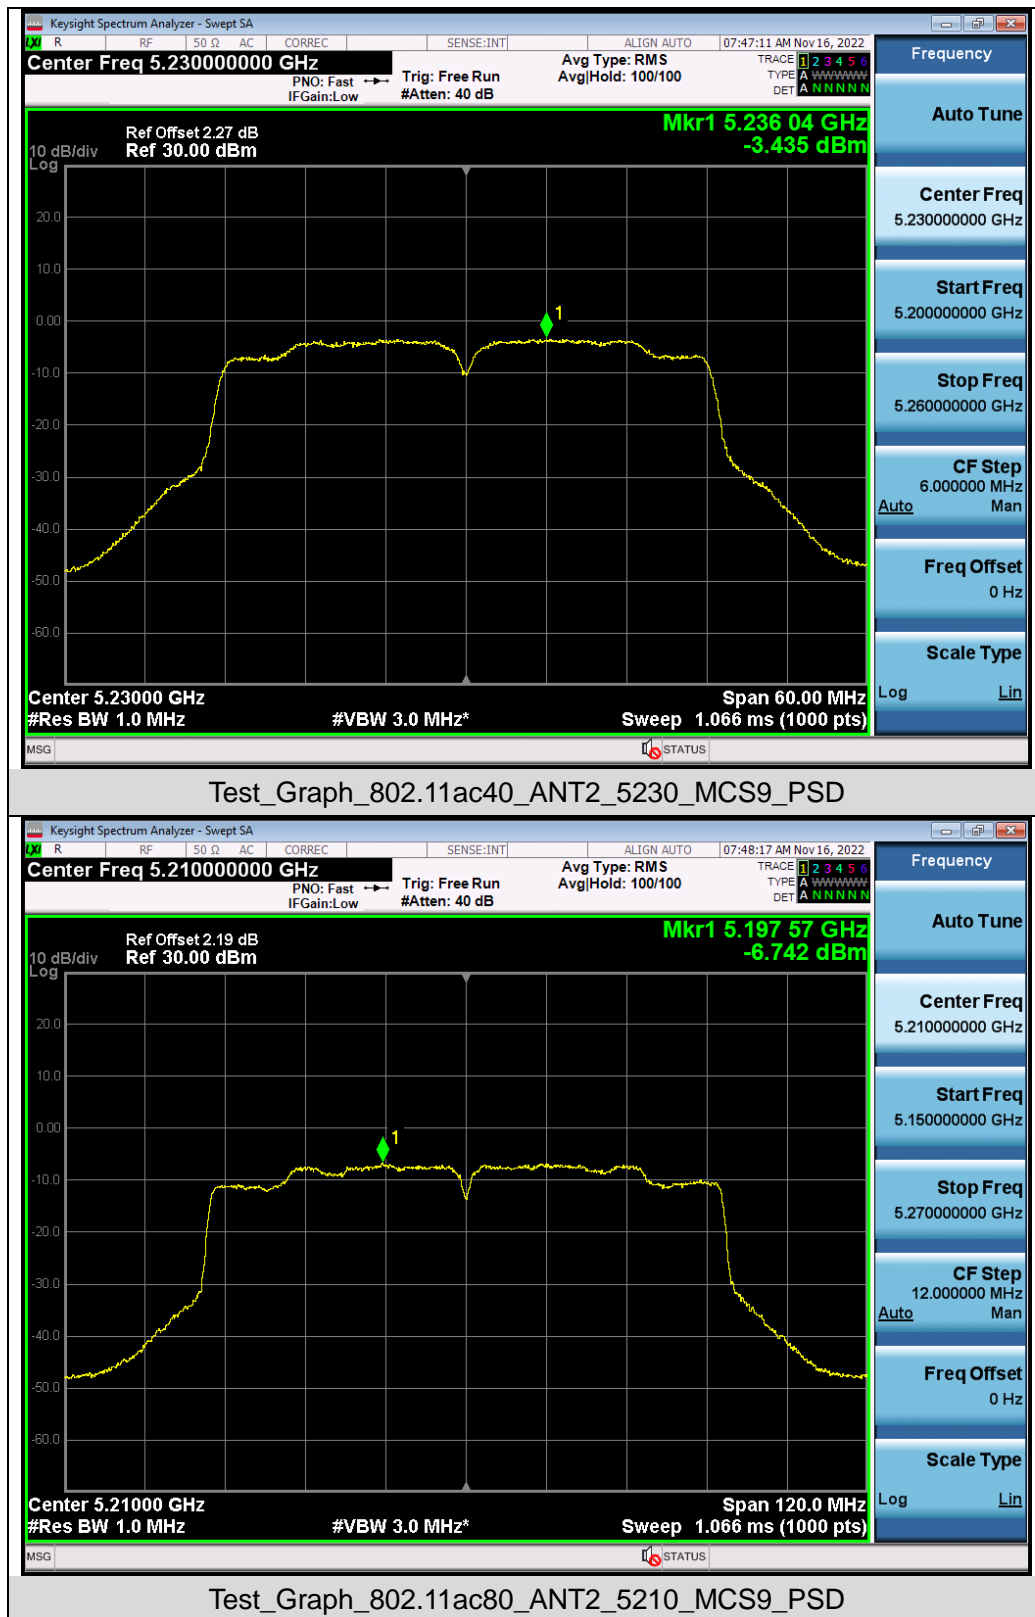 Keysight Spectrum Analyzer - Swept SA
LXI R RF 50 Ω AC CORREC SENSE:INT ALIGN AUTO 07:47:11 AM Nov 16, 2022
Center Freq 5.230000000 GHz
PNO: Fast
IFGain:Low
Trig: Free Run
#Atten: 40 dB
Avg Type: RMS
Avg|Hold: 100/100
TRACE 1 2 3 4 5 6
TYPE A WWWWW
DET A N N N N N
Ref Offset 2.27 dB
Ref 30.00 dBm
10 dB/div
Log
Mkr1 5.236 04 GHz
-3.435 dBm
20.0
10.0
0.00
-10.0
-20.0
-30.0
-40.0
-50.0
-60.0
1
Center 5.23000 GHz
#Res BW 1.0 MHz
#VBW 3.0 MHz*
Span 60.00 MHz
Sweep 1.066 ms (1000 pts)
MSG
STATUS
Frequency
Auto Tune
Center Freq
5.230000000 GHz
Start Freq
5.200000000 GHz
Stop Freq
5.260000000 GHz
CF Step
6.000000 MHz
Auto Man
Freq Offset
0 Hz
Scale Type
Log Lin
Test_Graph_802.11ac40_ANT2_5230_MCS9_PSD
Keysight Spectrum Analyzer - Swept SA
LXI R RF 50 Ω AC CORREC SENSE:INT ALIGN AUTO 07:48:17 AM Nov 16, 2022
Center Freq 5.210000000 GHz
PNO: Fast
IFGain:Low
Trig: Free Run
#Atten: 40 dB
Avg Type: RMS
Avg|Hold: 100/100
TRACE 1 2 3 4 5 6
TYPE A WWWWW
DET A N N N N N
Ref Offset 2.19 dB
Ref 30.00 dBm
10 dB/div
Log
Mkr1 5.197 57 GHz
-6.742 dBm
20.0
10.0
0.00
-10.0
-20.0
-30.0
-40.0
-50.0
-60.0
1
Center 5.21000 GHz
#Res BW 1.0 MHz
#VBW 3.0 MHz*
Span 120.0 MHz
Sweep 1.066 ms (1000 pts)
MSG
STATUS
Frequency
Auto Tune
Center Freq
5.210000000 GHz
Start Freq
5.150000000 GHz
Stop Freq
5.270000000 GHz
CF Step
12.000000 MHz
Auto Man
Freq Offset
0 Hz
Scale Type
Log Lin
Test_Graph_802.11ac80_ANT2_5210_MCS9_PSD